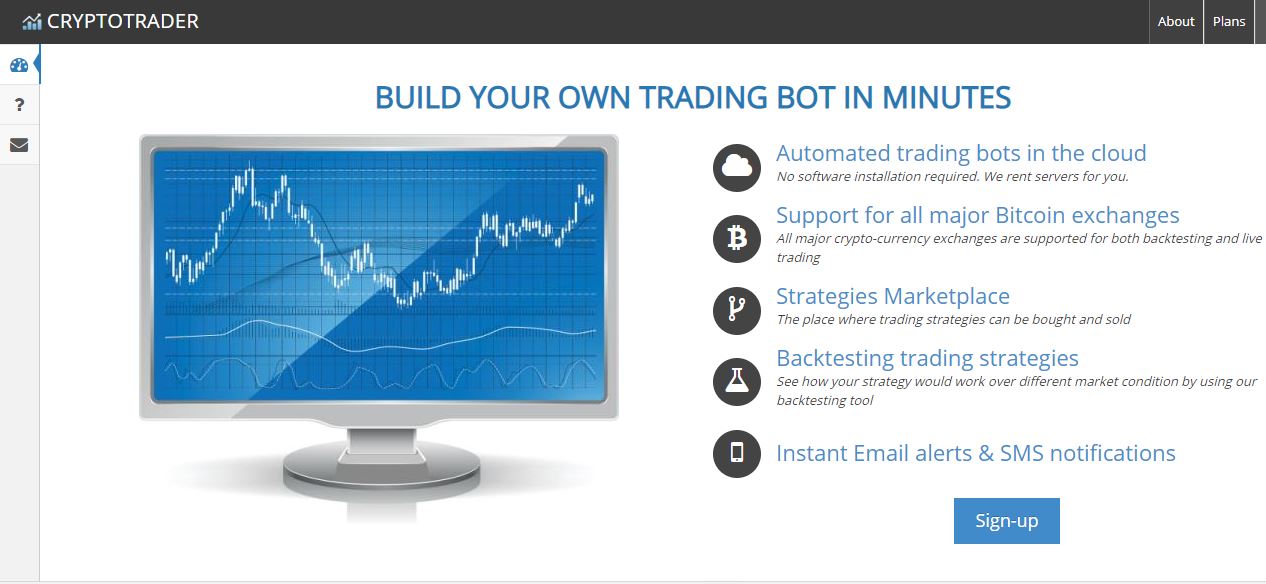 CRYPTOTRADER
About
Plans
?
BUILD YOUR OWN TRADING BOT IN MINUTES
Automated trading bots in the cloud
No software installation required. We rent servers for you.
Support for all major Bitcoin exchanges
All major crypto-currency exchanges are supported for both backtesting and live
trading
Strategies Marketplace
The place where trading strategies can be bought and sold
Backtesting trading strategies
See how your strategy would work over different market condition by using our
backtesting tool
Instant Email alerts & SMS notifications
Sign-up